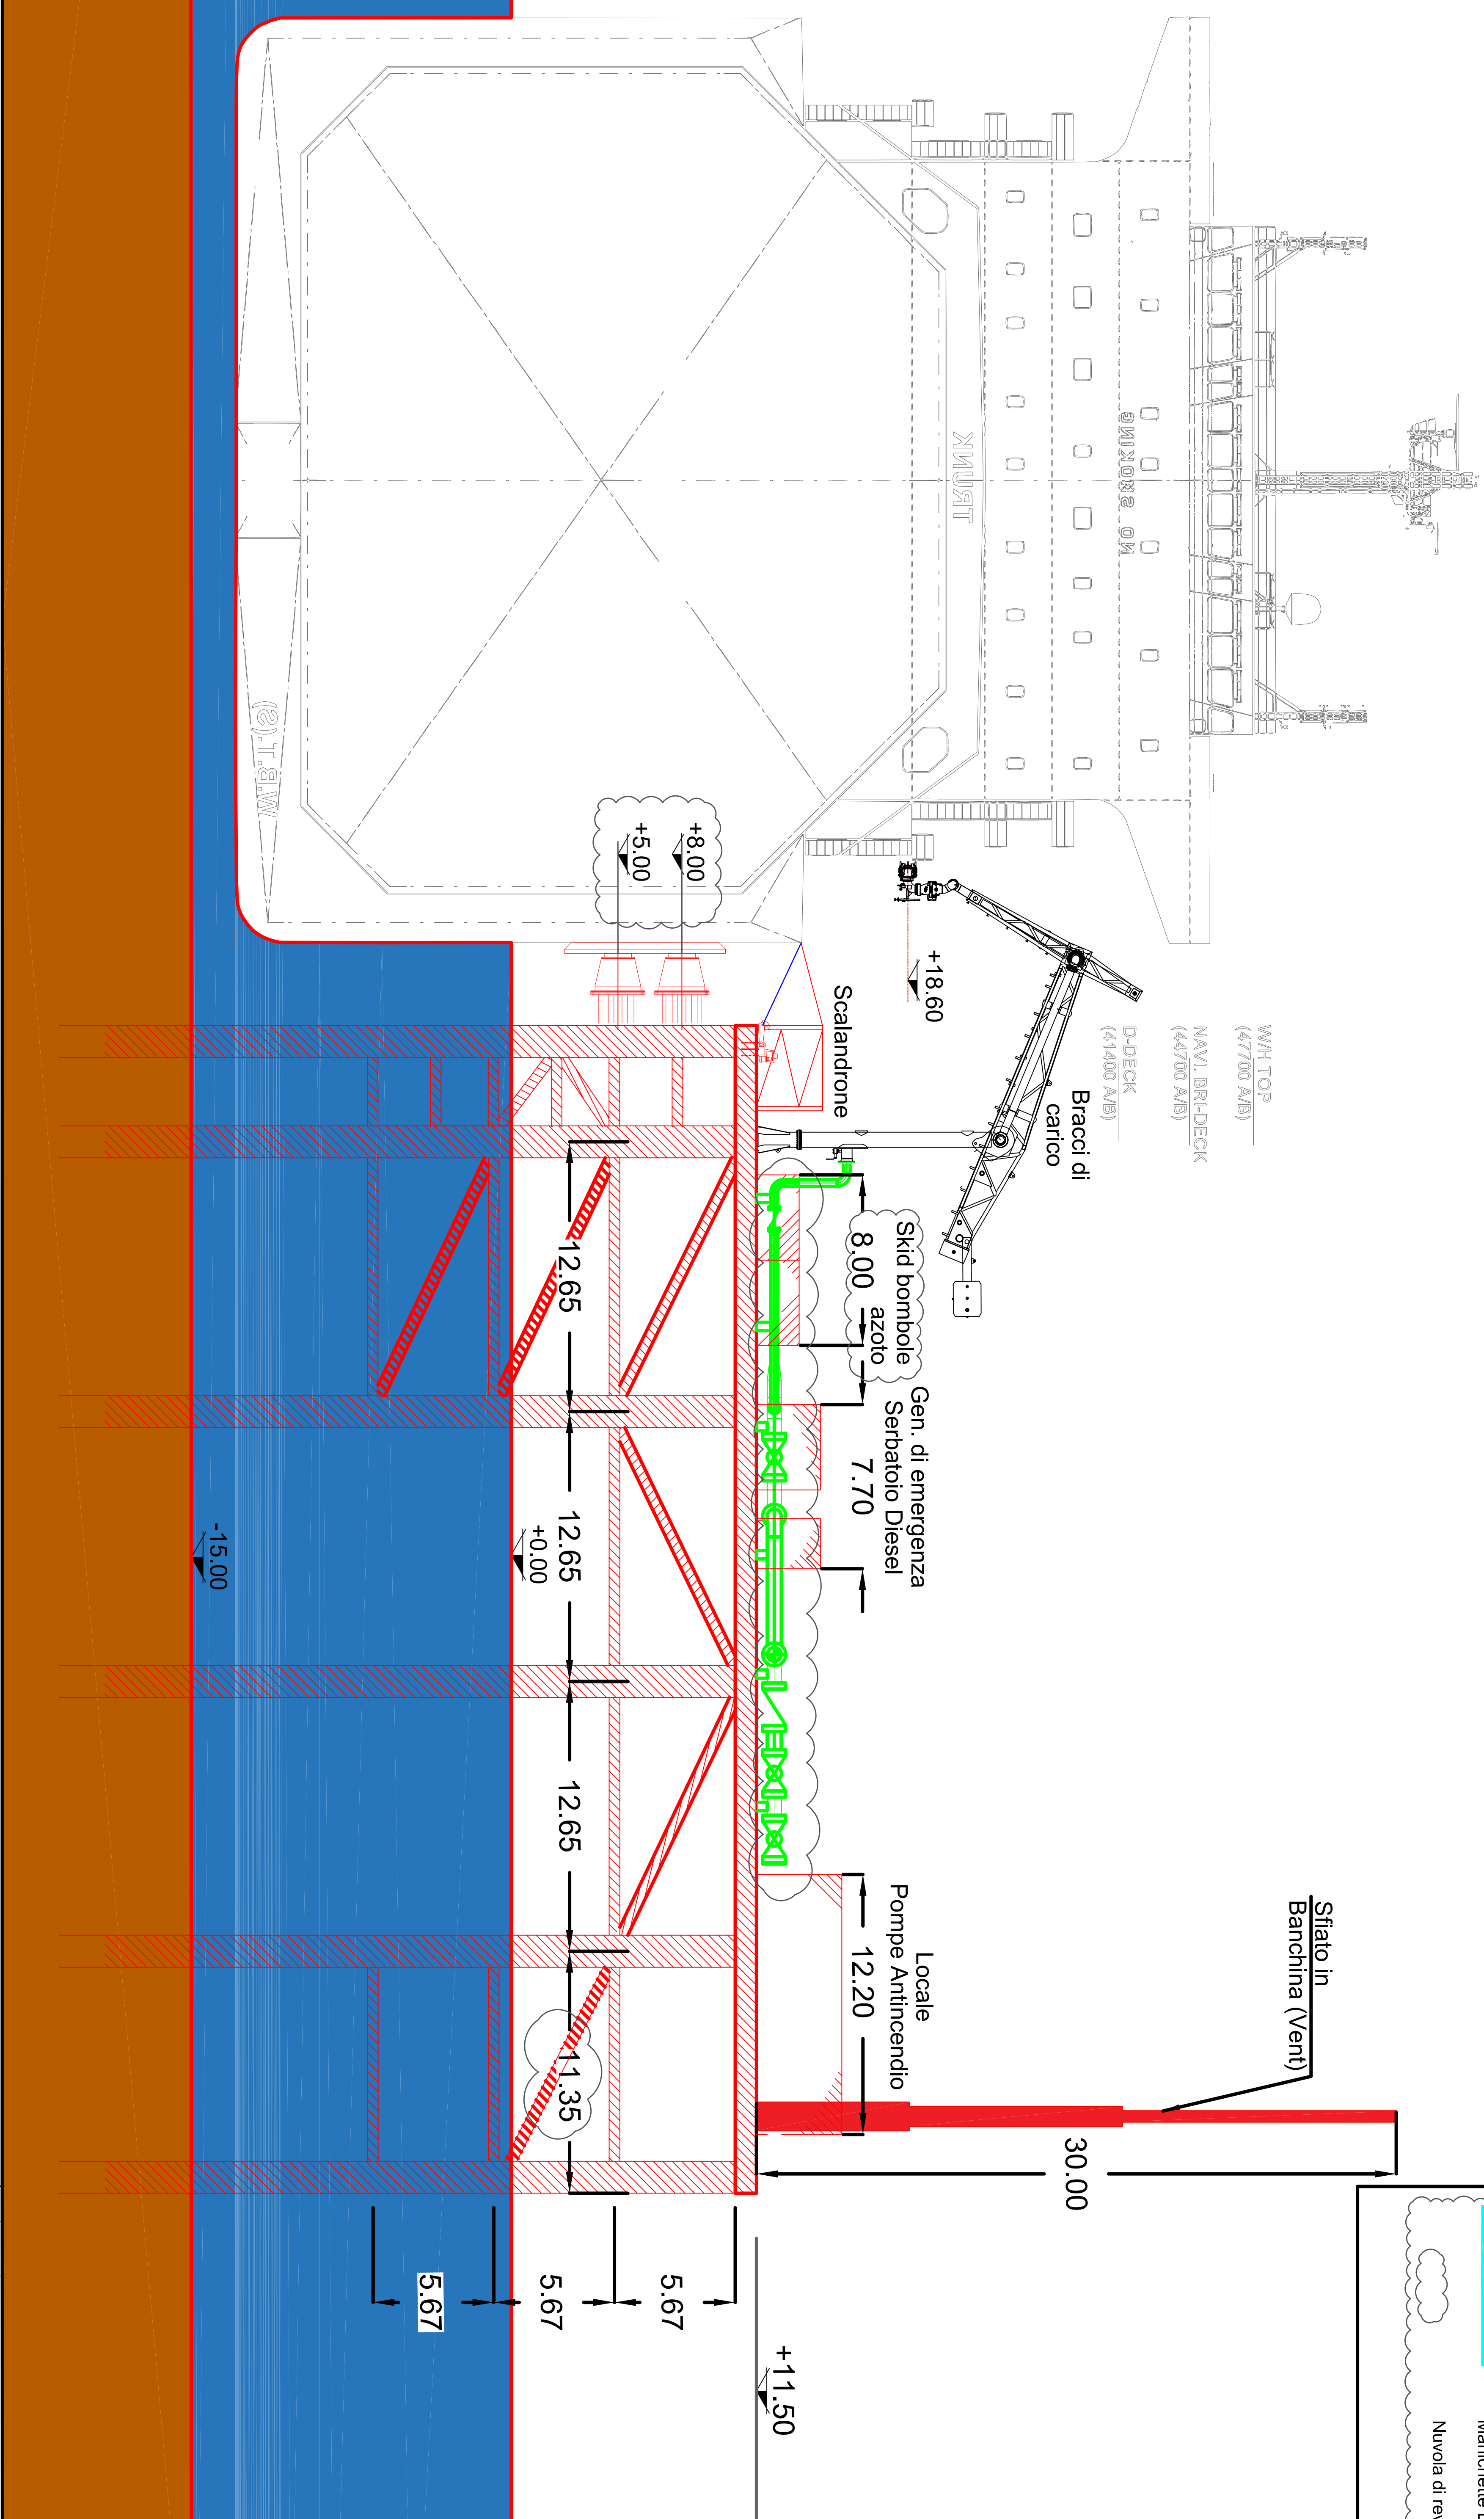 Sfiato in
Banchina (Vent)
30.00
W/H TOP
(47700 A/B)
NAVI. BRI-DECK
(44700 A/B)
D-DECK
(41400 A/B)
NO SMOKING
TRUNK
W.B.T.(S)
Bracci di
carico
+18.60
Scalandrone
Skid bombole
azoto
8.00
Gen. di emergenza
Serbatoio Diesel
7.70
Locale
Pompe Antincendio
12.20
+8.00
+5.00
12.65
12.65
12.65
11.35
+0.00
-15.00
5.67
5.67
5.67
+11.50